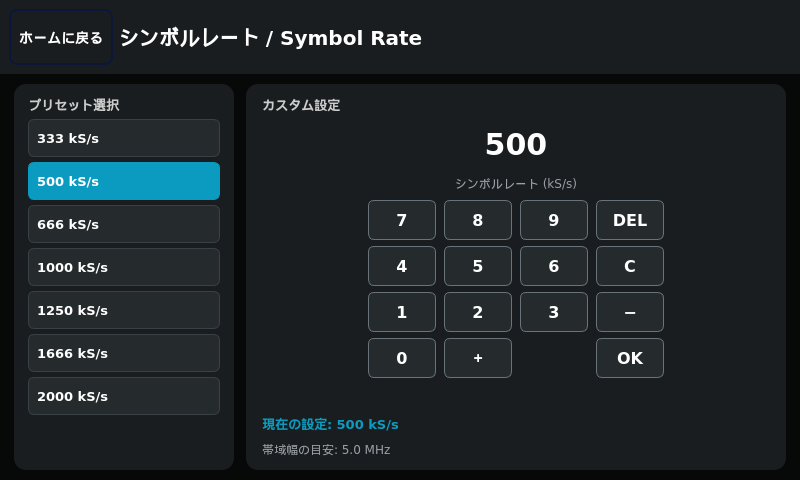 ホームに戻る
シンボルレート / Symbol Rate
プリセット選択
333 kS/s
500 kS/s
666 kS/s
1000 kS/s
1250 kS/s
1666 kS/s
2000 kS/s
カスタム設定
500
シンボルレート (kS/s)
7 8 9 DEL
4 5 6 C
1 2 3 −
0 + OK
現在の設定: 500 kS/s
帯域幅の目安: 5.0 MHz